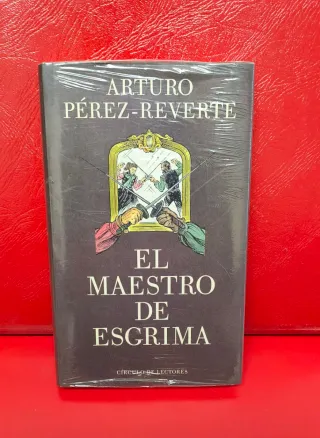 ARTURO
PÉREZ-REVERTE
EL
MAESTRO
DE
ESGRIMA
CÍRCULO DE LECTORES